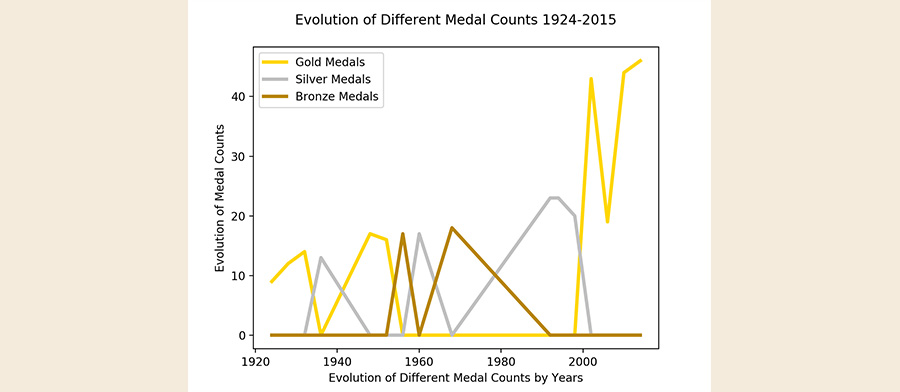 Evolution of Different Medal Counts 1924-2015
Gold Medals
Silver Medals
Bronze Medals
Evolution of Medal Counts
40
30
20
10
0
1920 1940 1960 1980 2000
Evolution of Different Medal Counts by Years